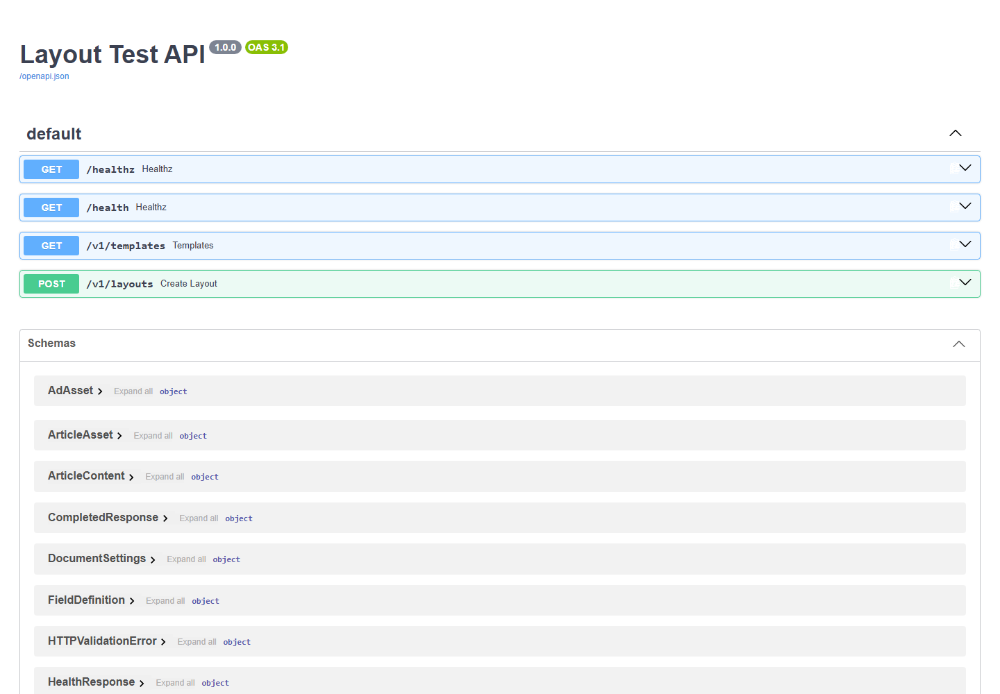 Layout Test API 1.0.0 OAS 3.1
/openapi.json
default
GET /healthz Healthz
GET /health Healthz
GET /v1/templates Templates
POST /v1/layouts Create Layout
Schemas
AdAsset Expand all object
ArticleAsset Expand all object
ArticleContent Expand all object
CompletedResponse Expand all object
DocumentSettings Expand all object
FieldDefinition Expand all object
HTTPValidationError Expand all object
HealthResponse Expand all object